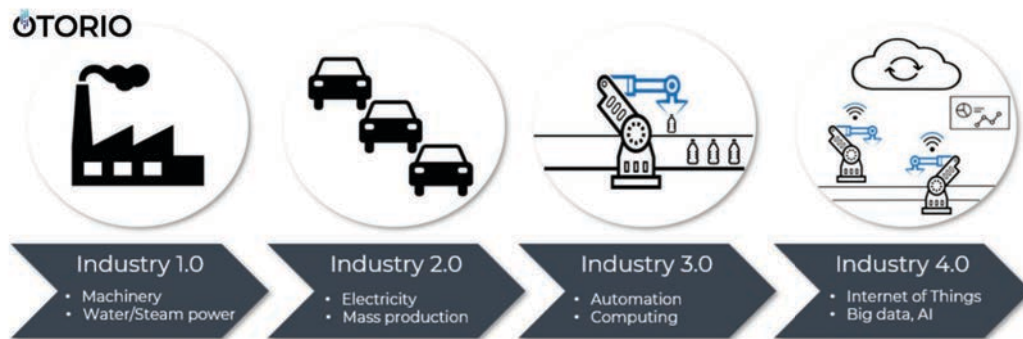 OTORIO
Industry 1.0
• Machinery
• Water/Steam power
Industry 2.0
• Electricity
• Mass production
Industry 3.0
• Automation
• Computing
Industry 4.0
• Internet of Things
• Big data, AI